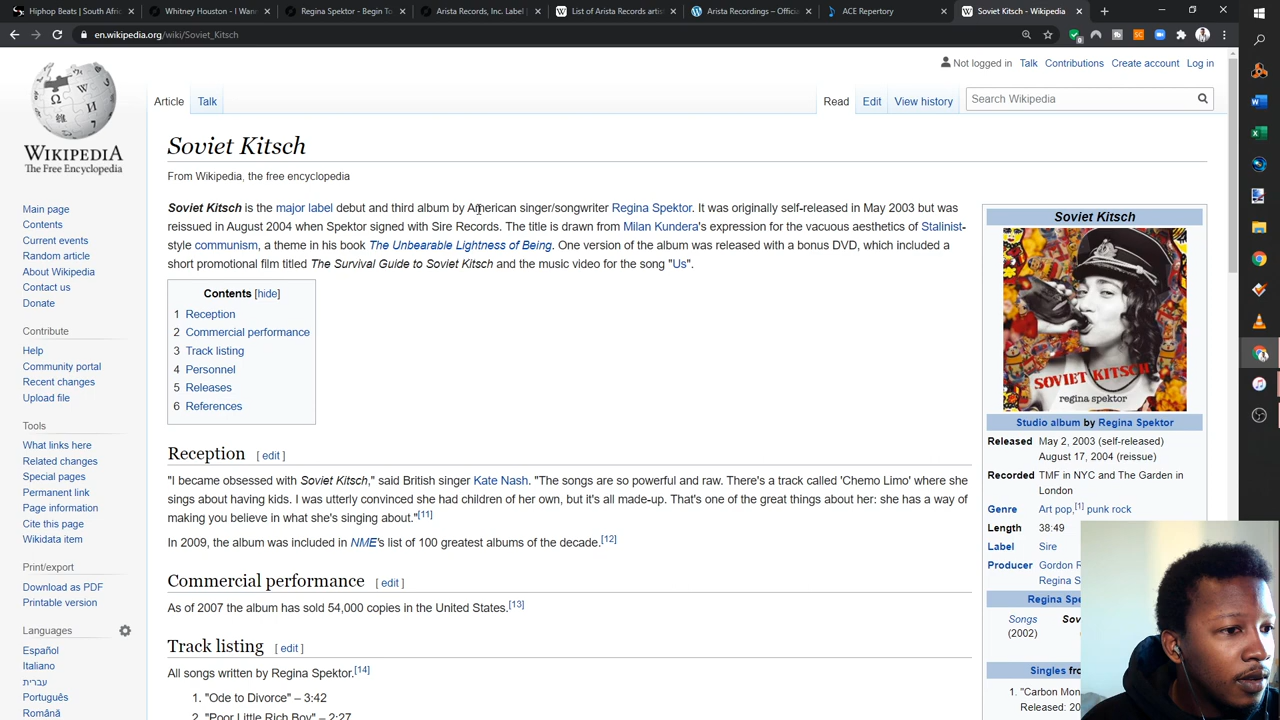 Hiphop Beats | South Afri
Whitney Houston - I Wan
Regina Spektor - Begin To
Arista Records, Inc. Label |
List of Arista Records artis
Arista Recordings – Offici
ACE Repertory
Soviet Kitsch - Wikipedia
en.wikipedia.org/wiki/Soviet_Kitsch
Not logged in Talk Contributions Create account Log in
Article Talk
Read Edit View history
Search Wikipedia
WIKIPEDIA
The Free Encyclopedia
Main page
Contents
Current events
Random article
About Wikipedia
Contact us
Donate
Contribute
Help
Community portal
Recent changes
Upload file
Tools
What links here
Related changes
Special pages
Permanent link
Page information
Cite this page
Wikidata item
Print/export
Download as PDF
Printable version
Languages
Español
Italiano
עברית
Português
Română
Soviet Kitsch
From Wikipedia, the free encyclopedia
Soviet Kitsch is the major label debut and third album by American singer/songwriter Regina Spektor. It was originally self-released in May 2003 but was
reissued in August 2004 when Spektor signed with Sire Records. The title is drawn from Milan Kundera's expression for the vacuous aesthetics of Stalinist-
style communism, a theme in his book The Unbearable Lightness of Being. One version of the album was released with a bonus DVD, which included a
short promotional film titled The Survival Guide to Soviet Kitsch and the music video for the song "Us".
Contents [hide]
1 Reception
2 Commercial performance
3 Track listing
4 Personnel
5 Releases
6 References
Reception [ edit ]
"I became obsessed with Soviet Kitsch," said British singer Kate Nash. "The songs are so powerful and raw. There's a track called 'Chemo Limo' where she
sings about having kids. I was utterly convinced she had children of her own, but it's all made-up. That's one of the great things about her: she has a way of
making you believe in what she's singing about."[11]
In 2009, the album was included in NME's list of 100 greatest albums of the decade.[12]
Commercial performance [ edit ]
As of 2007 the album has sold 54,000 copies in the United States.[13]
Track listing [ edit ]
All songs written by Regina Spektor.[14]
1. "Ode to Divorce" – 3:42
2. "Poor Little Rich Boy" – 2:27
Soviet Kitsch
SOVIET KITSCH
regina spektor
Studio album by Regina Spektor
Released May 2, 2003 (self-released)
August 17, 2004 (reissue)
Recorded TMF in NYC and The Garden in
London
Genre Art pop,[1] punk rock
Length 38:49
Label Sire
Producer Gordon R
Regina S
Regina Spe
Songs Sov
(2002)
Singles fro
1. "Carbon Mon
Released: 20